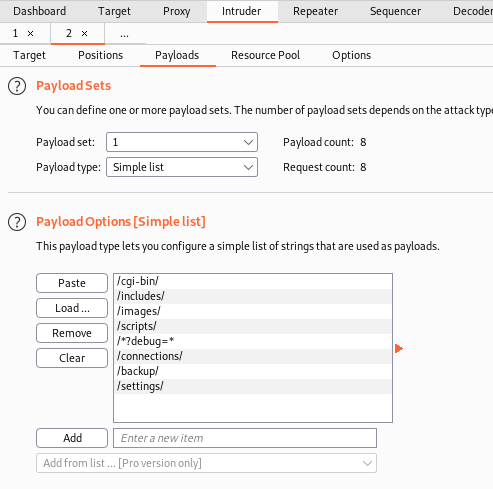 Dashboard Target Proxy Intruder Repeater Sequencer Decoder
1 × 2 × ...
Target Positions Payloads Resource Pool Options
? Payload Sets
You can define one or more payload sets. The number of payload sets depends on the attack type
Payload set: 1 Payload count: 8
Payload type: Simple list Request count: 8
? Payload Options [Simple list]
This payload type lets you configure a simple list of strings that are used as payloads.
Paste
Load ...
Remove
Clear
/cgi-bin/
/includes/
/images/
/scripts/
/*?debug=*
/connections/
/backup/
/settings/
Add Enter a new item
Add from list ... [Pro version only]